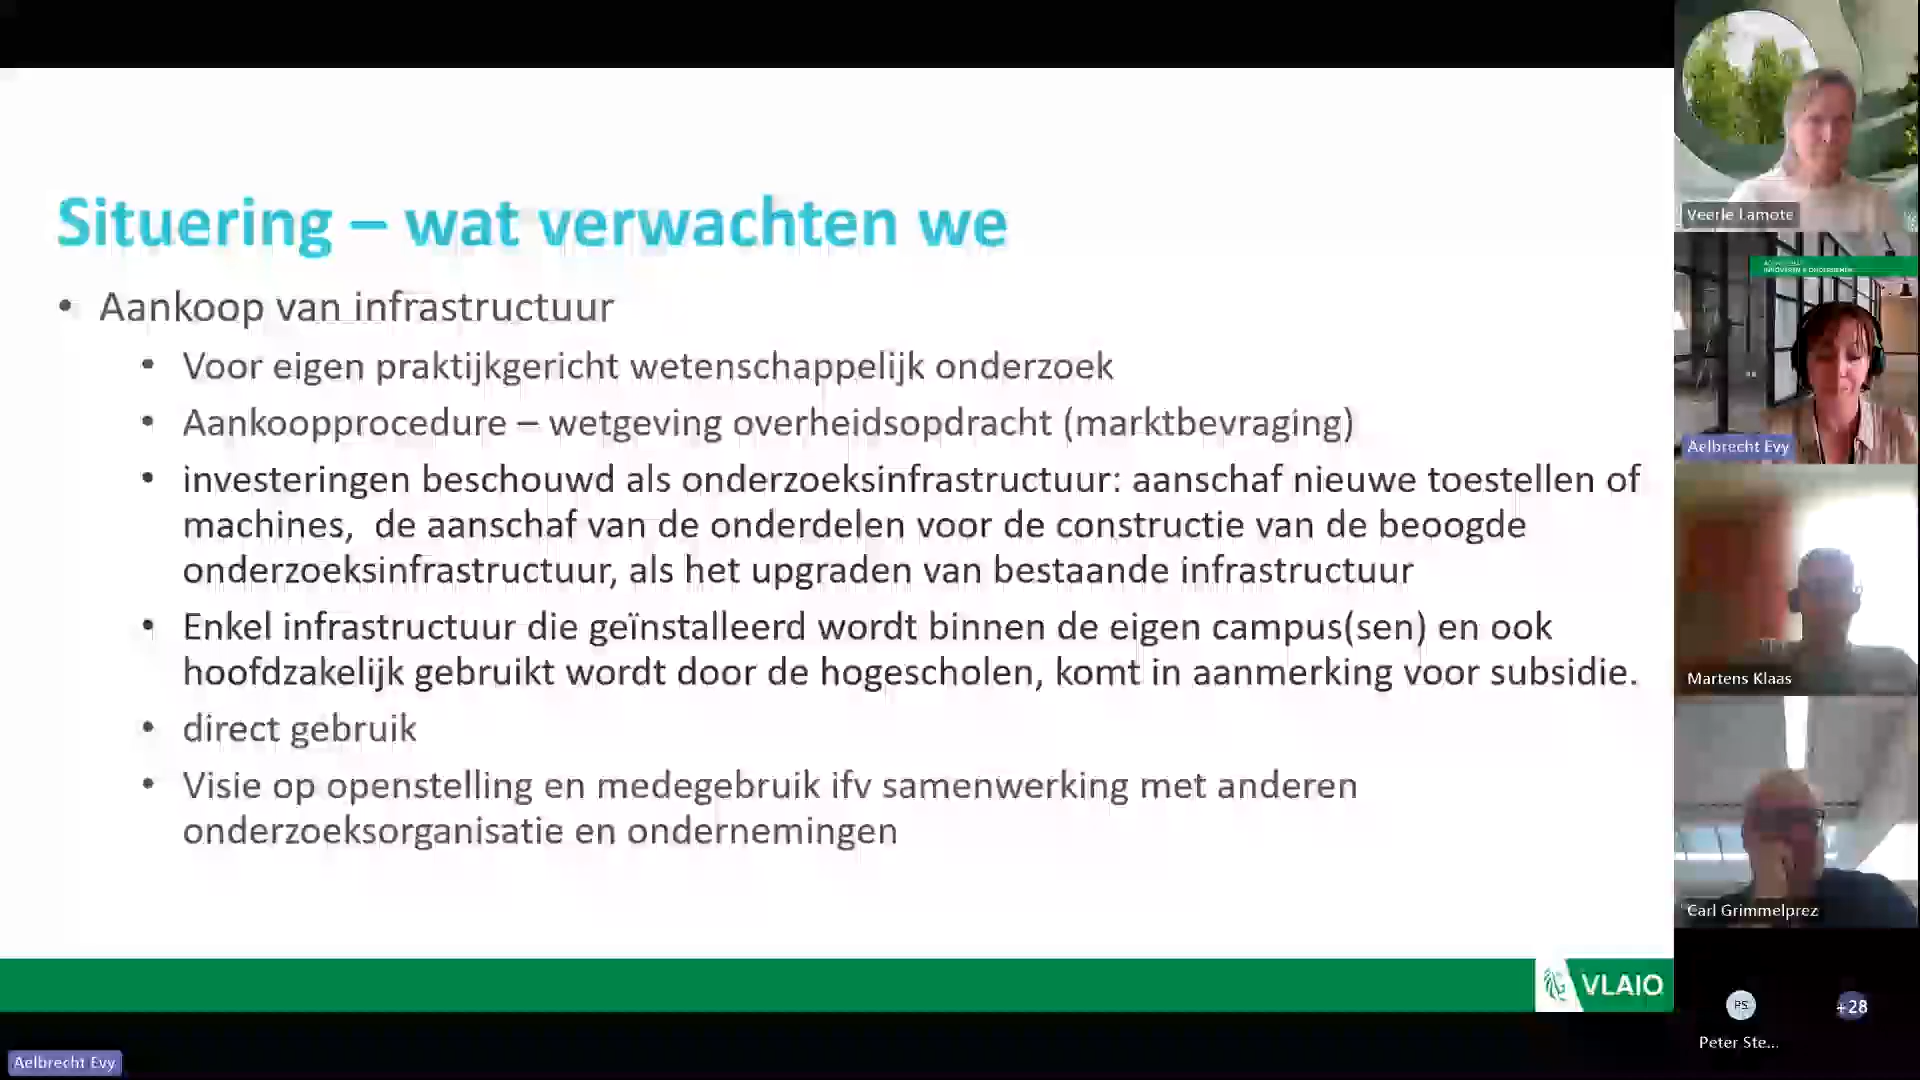 Situering – wat verwachten we
• Aankoop van infrastructuur
• Voor eigen praktijkgericht wetenschappelijk onderzoek
• Aankoopprocedure – wetgeving overheidsopdracht (marktbevraging)
• investeringen beschouwd als onderzoeksinfrastructuur: aanschaf nieuwe toestellen of
machines, de aanschaf van de onderdelen voor de constructie van de beoogde
onderzoeksinfrastructuur, als het upgraden van bestaande infrastructuur
• Enkel infrastructuur die geïnstalleerd wordt binnen de eigen campus(sen) en ook
hoofdzakelijk gebruikt wordt door de hogescholen, komt in aanmerking voor subsidie.
• direct gebruik
• Visie op openstelling en medegebruik ifv samenwerking met anderen
onderzoeksorganisatie en ondernemingen
VLAIO
Aelbrecht Evy
Veerle Lamote
INNOVEREN & ONDERNEMEN
Aelbrecht Evy
Martens Klaas
Carl Grimmelprez
PS
+28
Peter Ste...